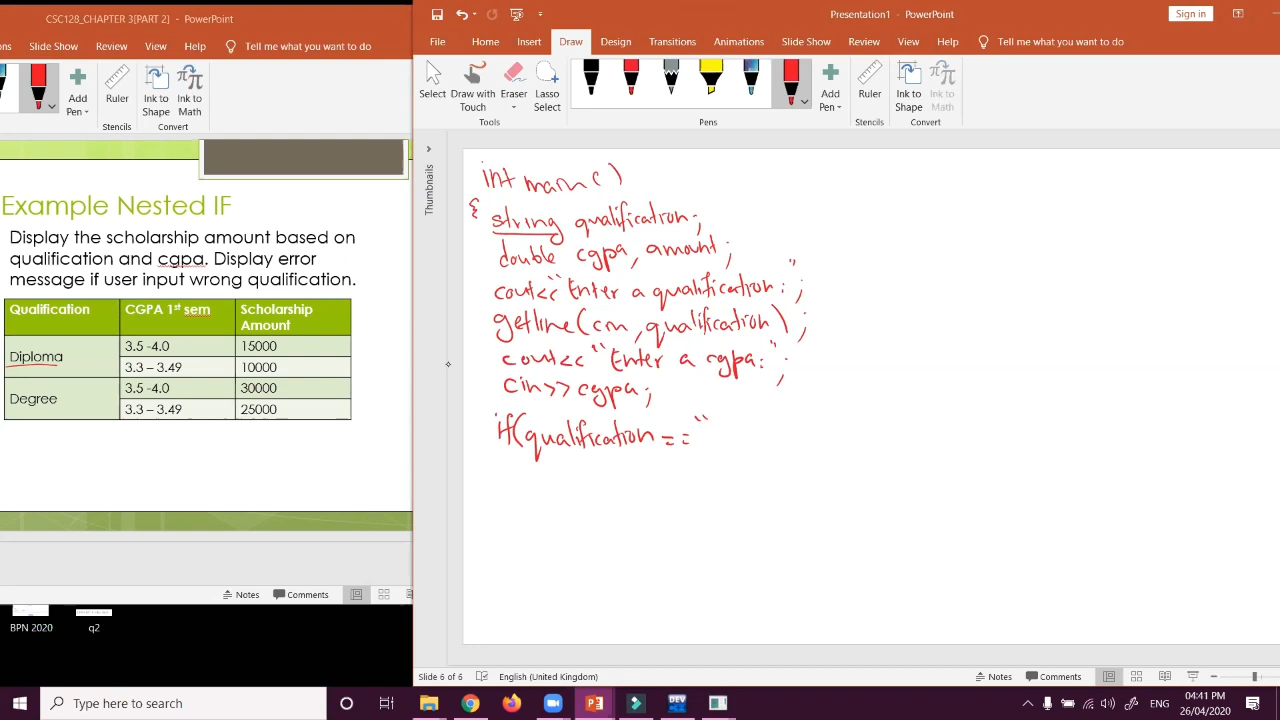 CSC128_CHAPTER 3[PART 2] - PowerPoint
ons Slide Show Review View Help Tell me what you want to do
Add Pen Ruler Ink to Shape Ink to Math
Stencils Convert
Example Nested IF
Display the scholarship amount based on
qualification and cgpa. Display error
message if user input wrong qualification.
Qualification CGPA 1st sem Scholarship Amount
Diploma 3.5 -4.0 15000
3.3 – 3.49 10000
Degree 3.5 -4.0 30000
3.3 – 3.49 25000
Notes Comments
BPN 2020 q2
Presentation1 - PowerPoint Sign in
File Home Insert Draw Design Transitions Animations Slide Show Review View Help Tell me what you want to do
Select Draw with Touch Eraser Lasso Select Add Pen Ruler Ink to Shape Ink to Math
Tools Pens Stencils Convert
Thumbnails
int main()
{ string qualification;
double cgpa, amount;
cout<<"Enter a qualification: ";
getline(cin,qualification);
cout<<"Enter a cgpa: ";
cin>>cgpa;
if(qualification =="
Slide 6 of 6 English (United Kingdom) Notes Comments
Type here to search DEV ENG 04:41 PM
26/04/2020